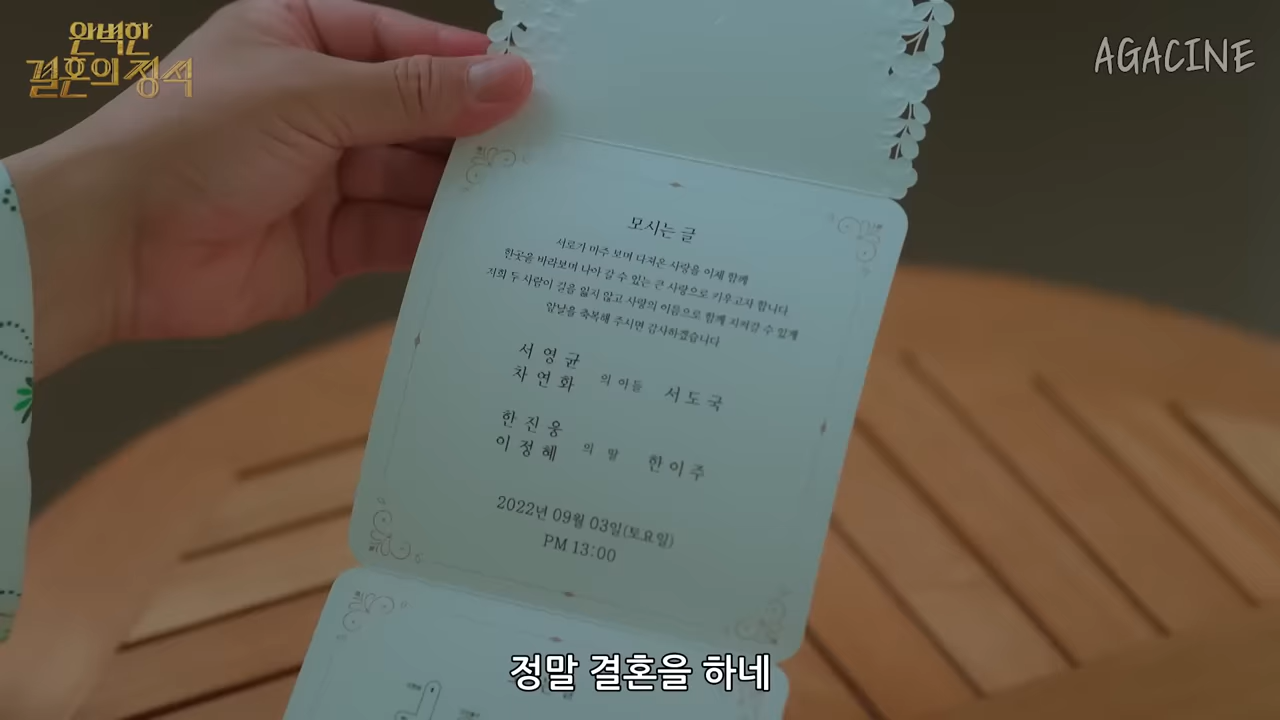 완벽한
결혼의 정석
AGACINE
모시는 글
서로가 마주 보며 다져온 사랑을 이제 함께
한곳을 바라보며 나아 갈 수 있는 큰 사랑으로 키우고자 합니다.
저희 두 사람이 길을 잃지 않고 사랑의 이름으로 함께 지켜갈 수 있게
앞날을 축복해 주시면 감사하겠습니다
서영균
차연화 의 아들 서도국
한진웅
이정혜 의 딸 한이주
2022년 09월 03일(토요일)
PM 13:00
정말 결혼을 하네